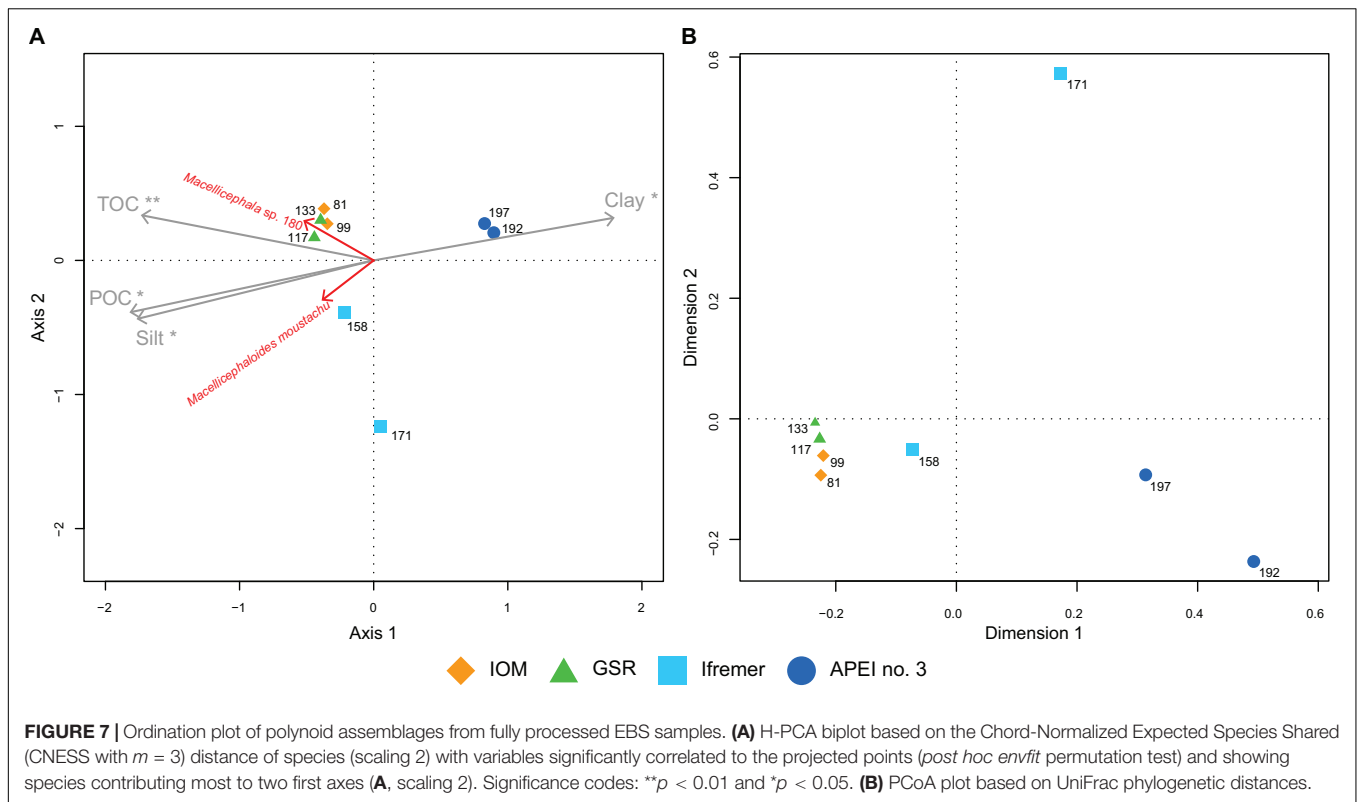 A
B
TOC **
Macellicephala sp. 180
133
81
99
117
197
192
Clay *
POC *
Silt *
158
Macellicephaloides moustachu
171
1
0
−1
−2
Axis 2
−2
−1
0
1
2
Axis 1
0.6
0.4
0.2
0.0
−0.2
Dimension 2
171
133
117
99
81
158
197
192
−0.2
0.0
0.2
0.4
0.6
Dimension 1
IOM
GSR
Ifremer
APEI no. 3
FIGURE 7 | Ordination plot of polynoid assemblages from fully processed EBS samples. (A) H-PCA biplot based on the Chord-Normalized Expected Species Shared
(CNESS with m = 3) distance of species (scaling 2) with variables significantly correlated to the projected points (post hoc envfit permutation test) and showing
species contributing most to two first axes (A, scaling 2). Significance codes: **p < 0.01 and *p < 0.05. (B) PCoA plot based on UniFrac phylogenetic distances.